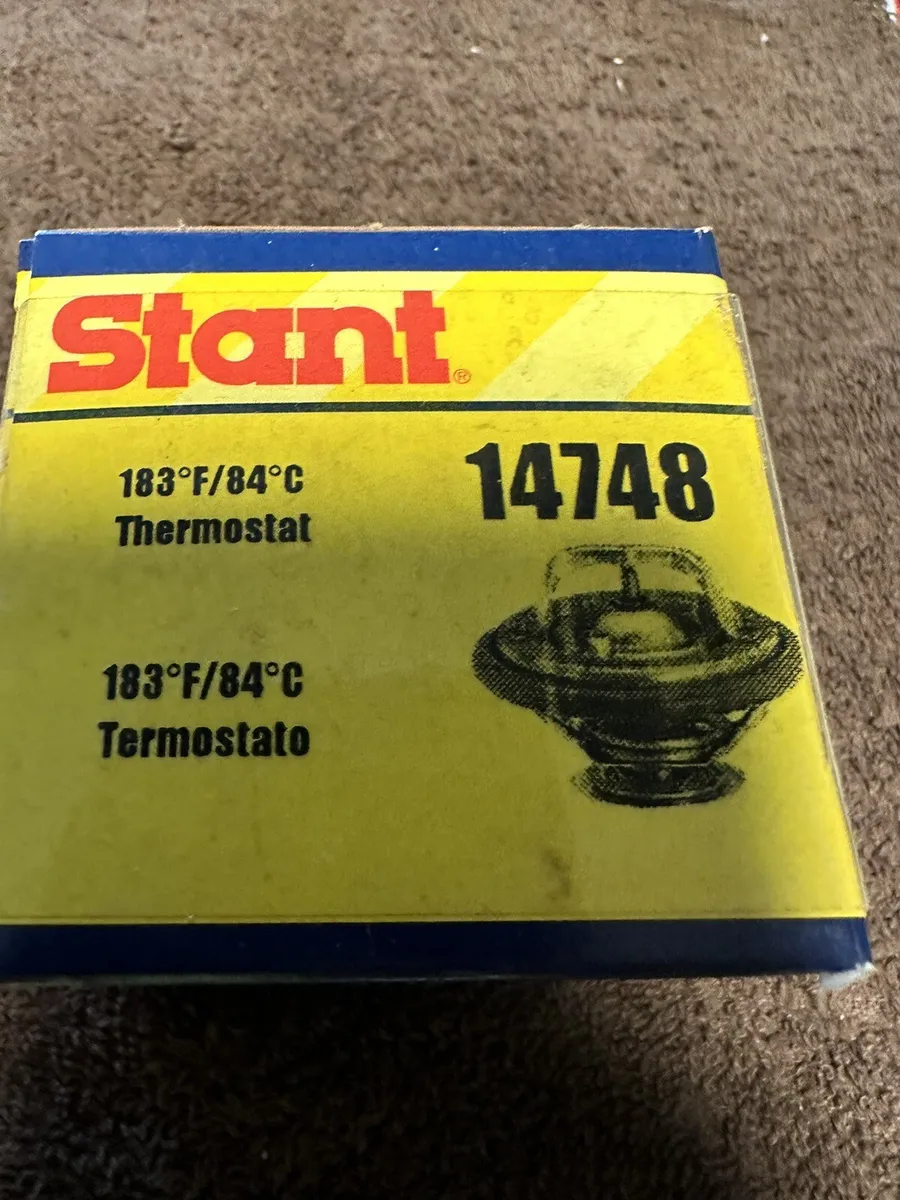 Stant®
14748
183°F/84°C
Thermostat
183°F/84°C
Termostato